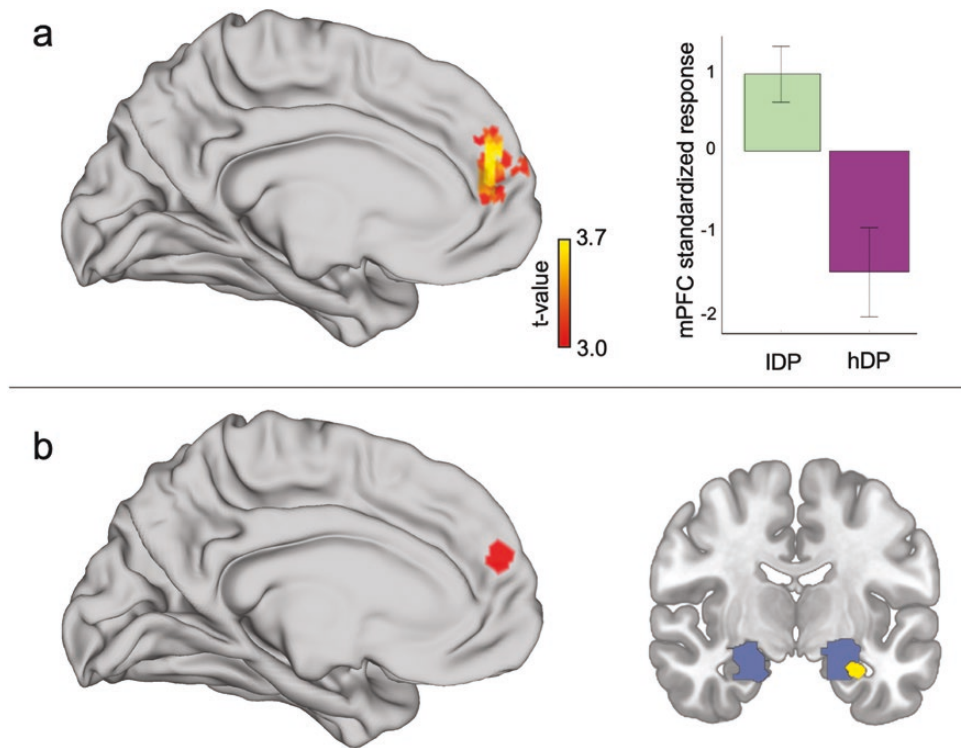 a
3.7
t-value
3.0
mPFC standardized response
1
0
-1
-2
lDP
hDP
b